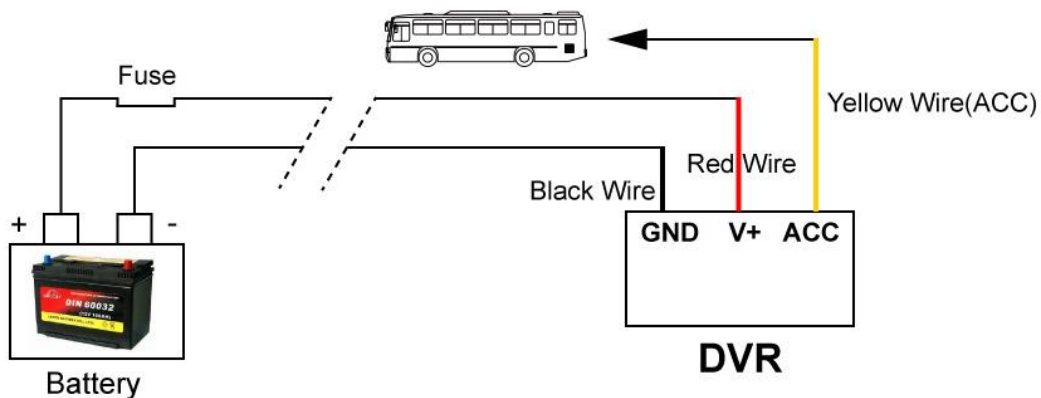 Fuse
Yellow Wire(ACC)
Red Wire
Black Wire
+
-
GND V+ ACC
DIN 60032
DVR
Battery